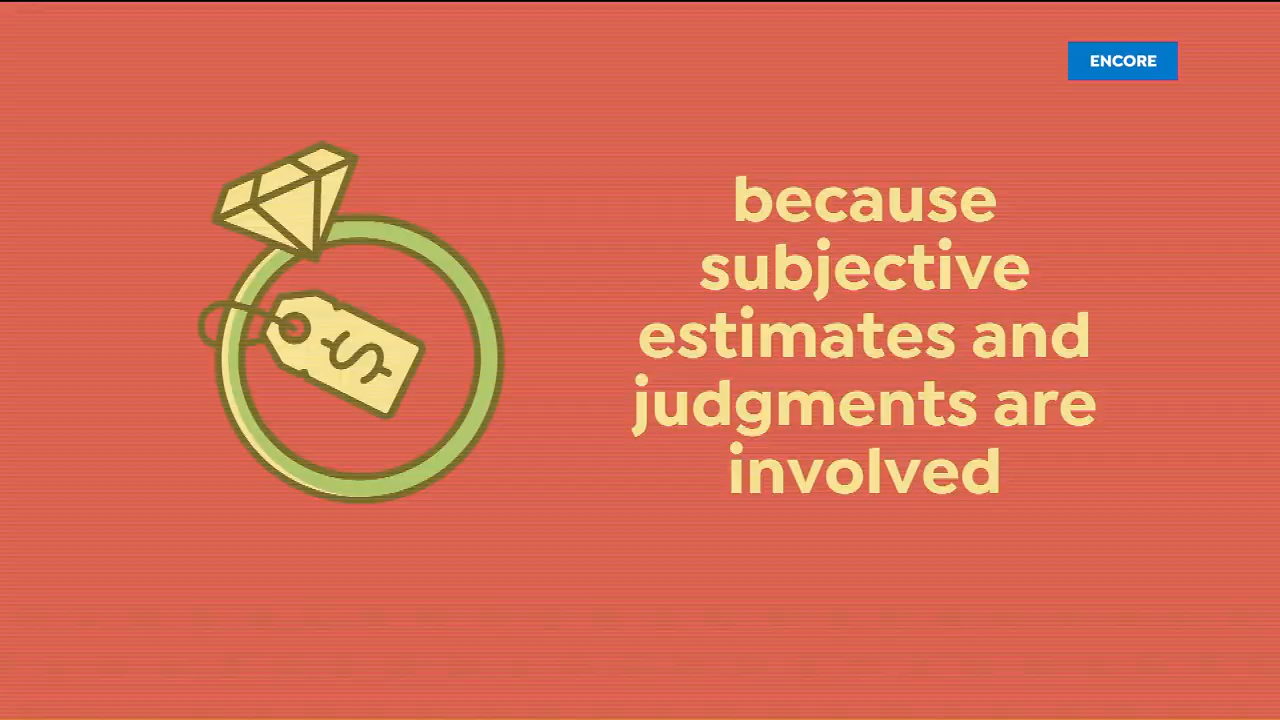 ENCORE
because
subjective
estimates and
judgments are
involved
$